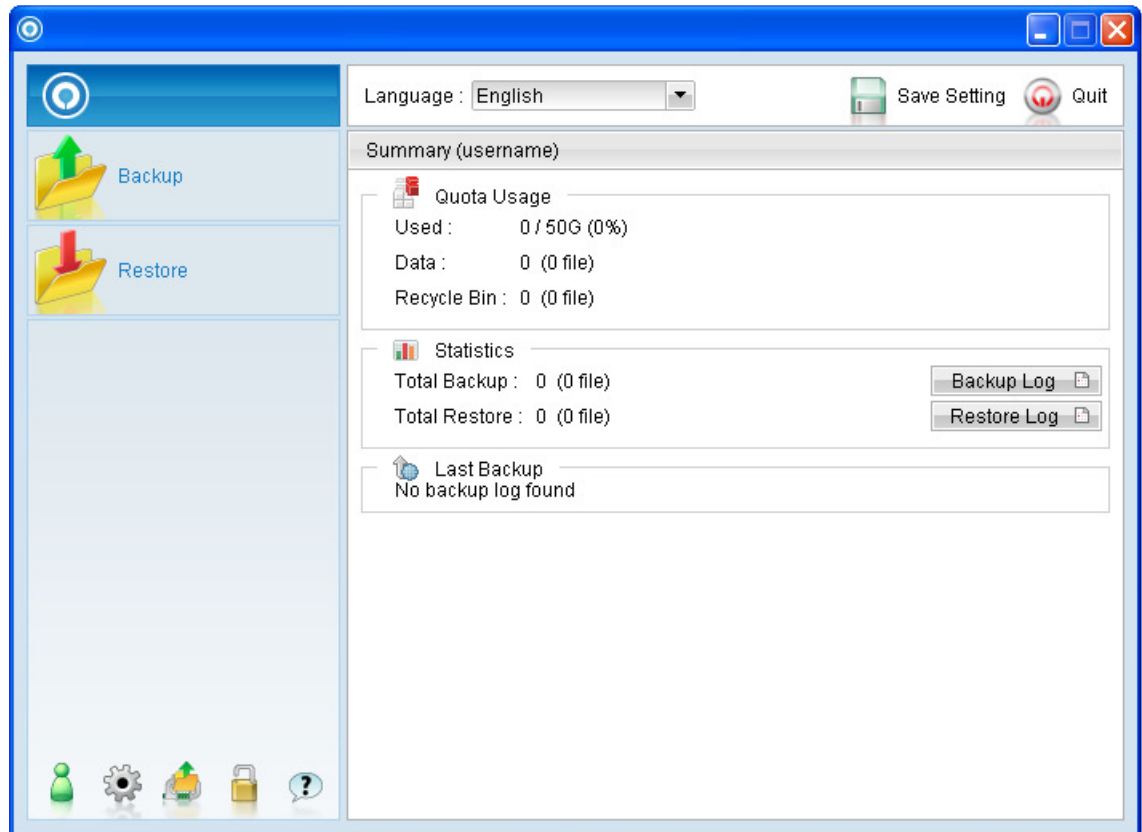 Language : English
Save Setting
Quit
Backup
Restore
Summary (username)
Quota Usage
Used : 0 / 50G (0%)
Data : 0 (0 file)
Recycle Bin : 0 (0 file)
Statistics
Total Backup : 0 (0 file)
Backup Log
Total Restore : 0 (0 file)
Restore Log
Last Backup
No backup log found
?